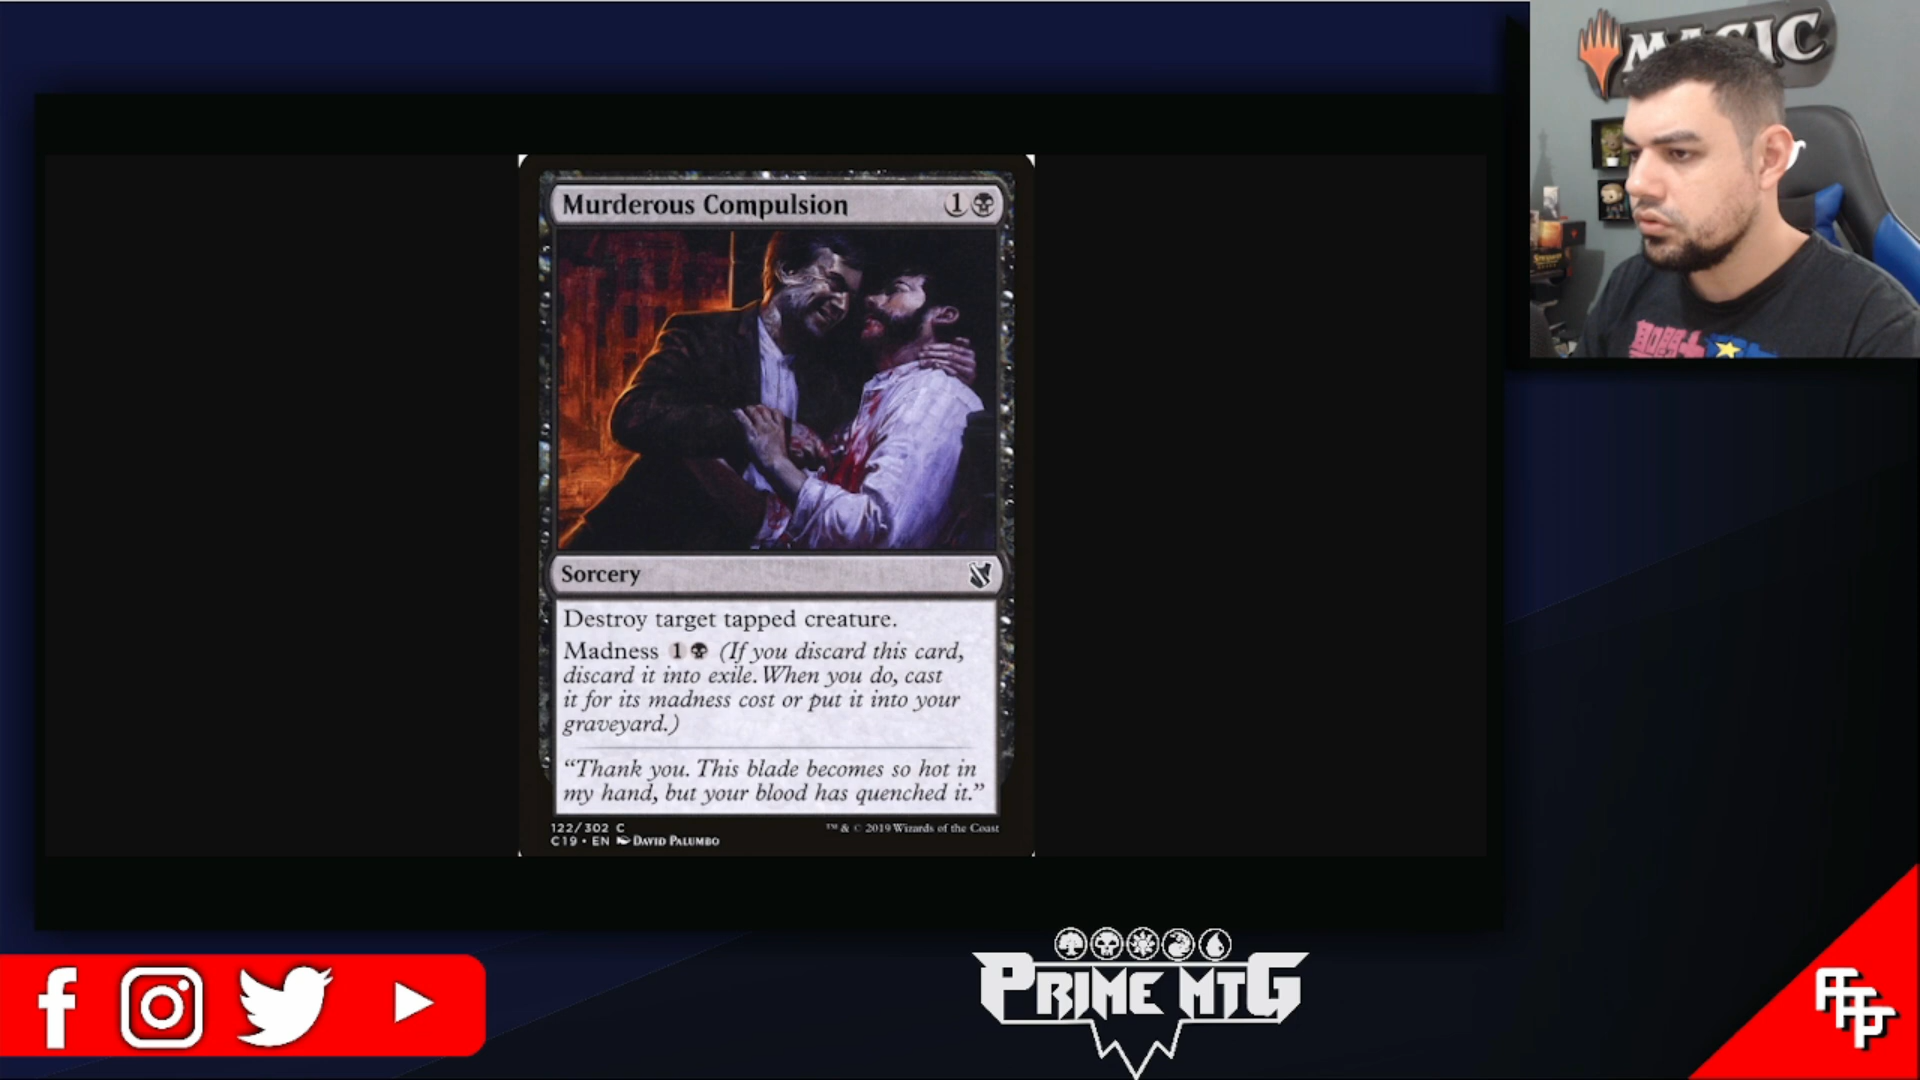 MAGIC
Murderous Compulsion 1
Sorcery
Destroy target tapped creature.
Madness 1 (If you discard this card,
discard it into exile. When you do, cast
it for its madness cost or put it into your
graveyard.)
“Thank you. This blade becomes so hot in
my hand, but your blood has quenched it.”
122/302 C
™ & © 2019 Wizards of the Coast
C19 • EN DAVID PALUMBO
PRIME MTG